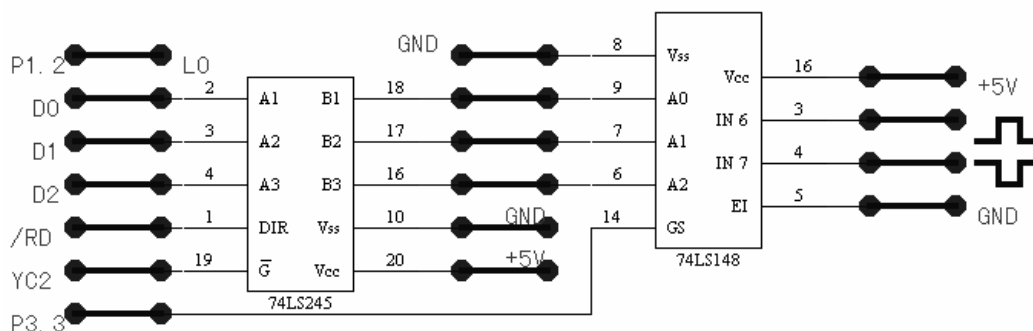 P1.2
L0
GND
8
Vss
Vcc
16
+5V
D0
2
A1
B1
18
9
A0
IN 6
3
D1
3
A2
B2
17
7
A1
IN 7
4
D2
4
A3
B3
16
6
A2
EI
5
GND
/RD
1
DIR
Vss
10
GND
14
GS
YC2
19
G̅
Vcc
20
+5V
74LS148
74LS245
P3.3